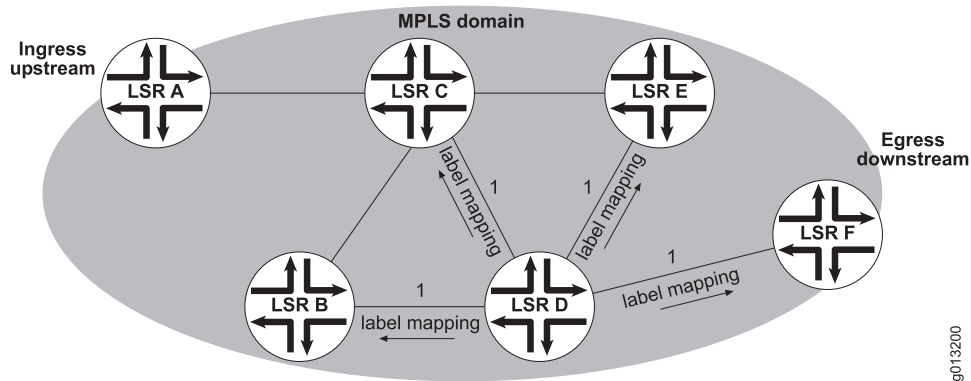 MPLS domain
Ingress
upstream
LSR A
LSR C
LSR E
Egress
downstream
label mapping
1
1
label mapping
LSR F
1
label mapping
LSR B
1
label mapping
LSR D
g013200